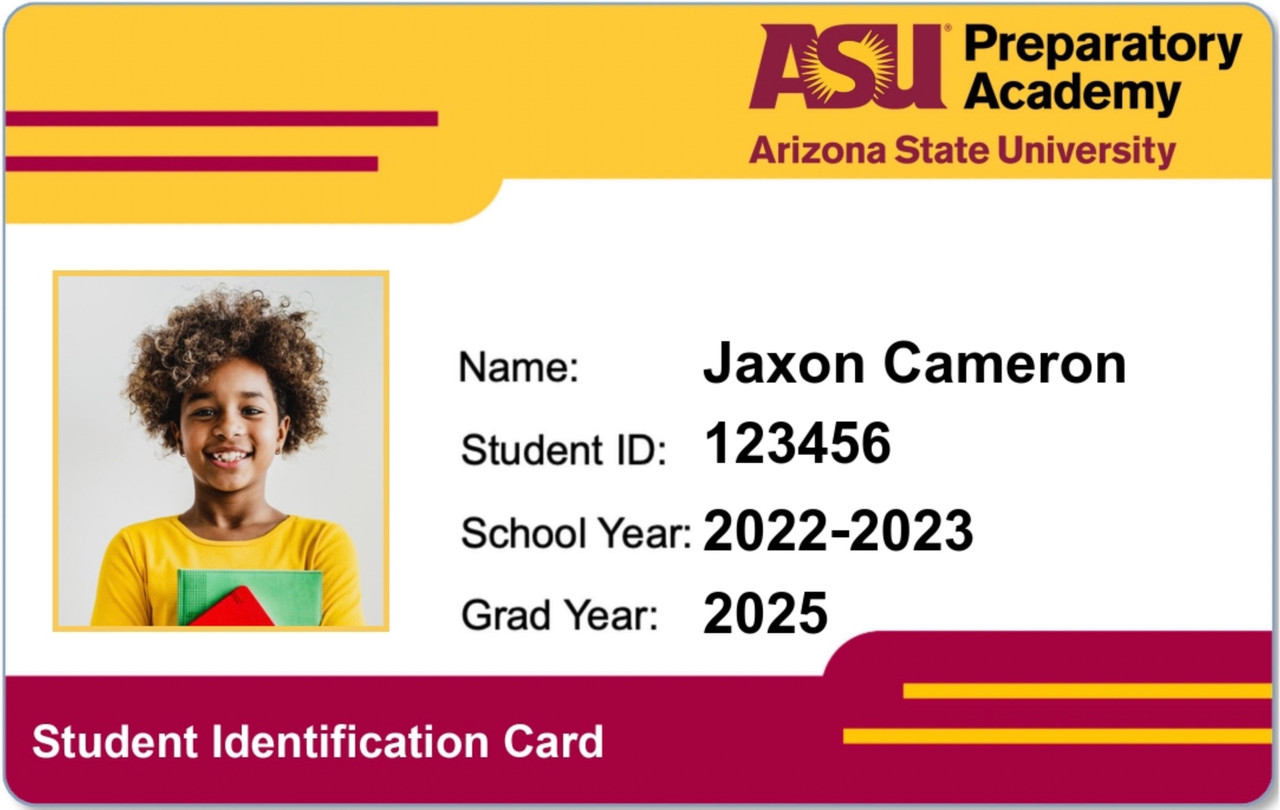 ASU® Preparatory
Academy
Arizona State University
Name: Jaxon Cameron
Student ID: 123456
School Year: 2022-2023
Grad Year: 2025
Student Identification Card